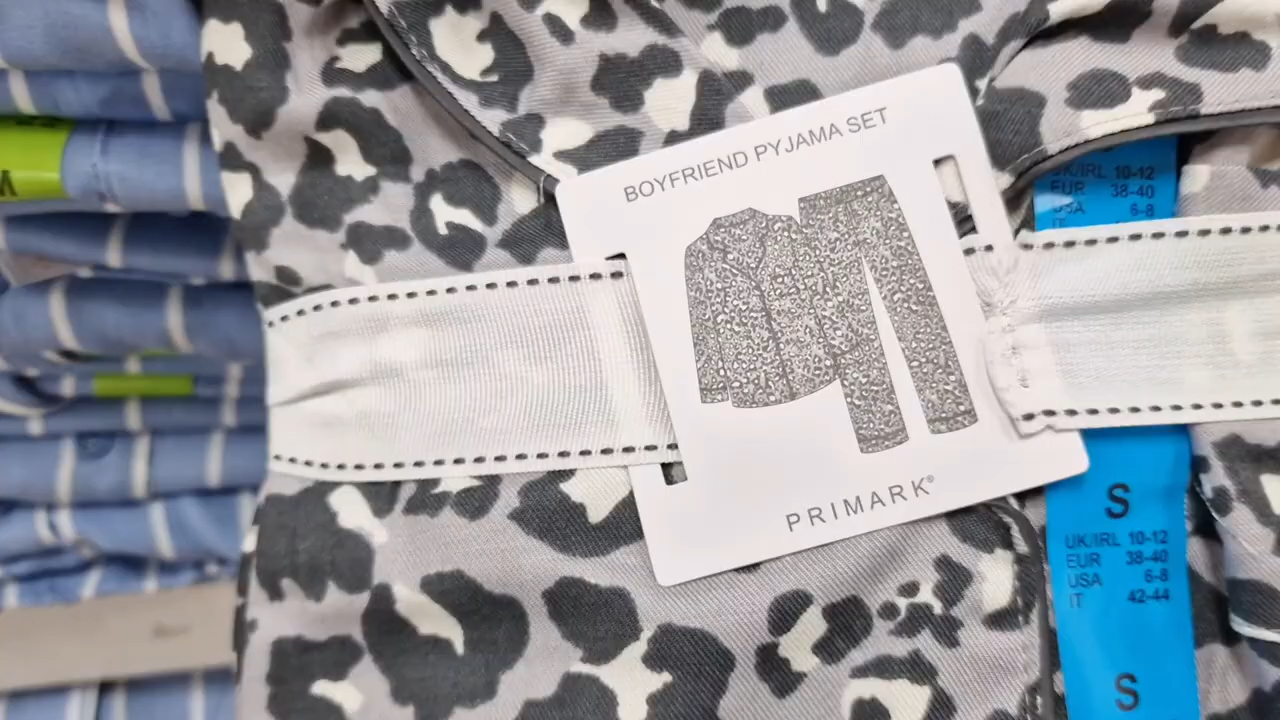 BOYFRIEND PYJAMA SET
PRIMARK®
UK/IRL 10-12
EUR 38-40
USA 6-8
IT
S
UK/IRL 10-12
EUR 38-40
USA 6-8
IT 42-44
S